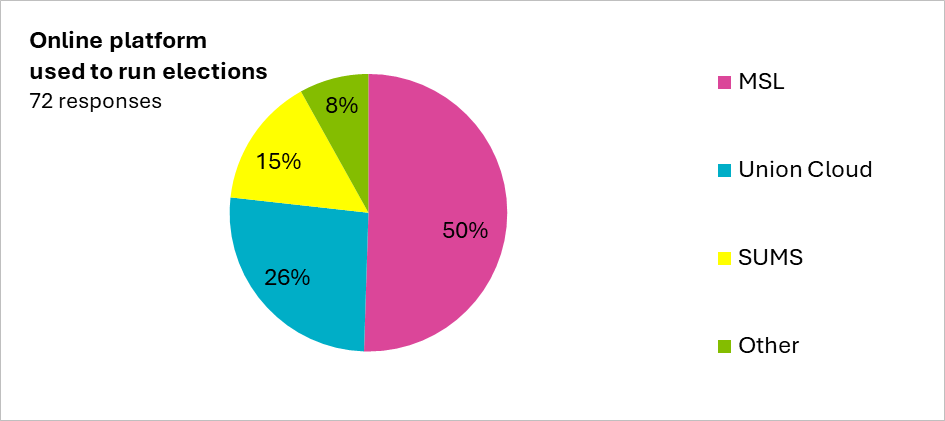 Online platform
used to run elections
72 responses
8%
15%
50%
26%
MSL
Union Cloud
SUMS
Other